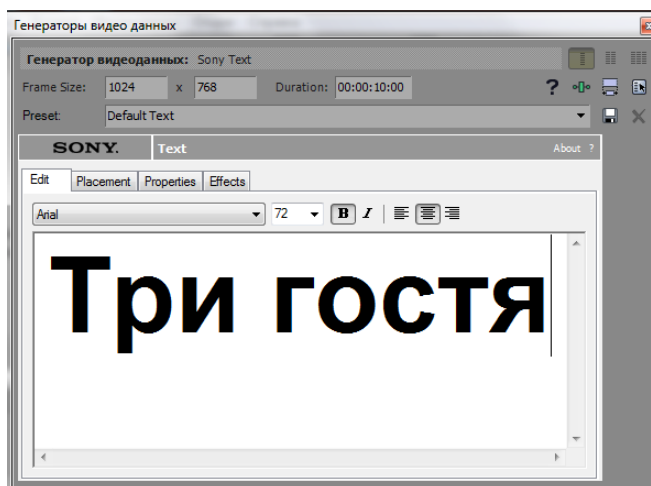 Генераторы видео данных
Генератор видеоданных: Sony Text
Frame Size: 1024 x 768 Duration: 00:00:10:00 ?
Preset: Default Text
SONY. Text About ?
Edit Placement Properties Effects
Arial 72 B I
Три гостя